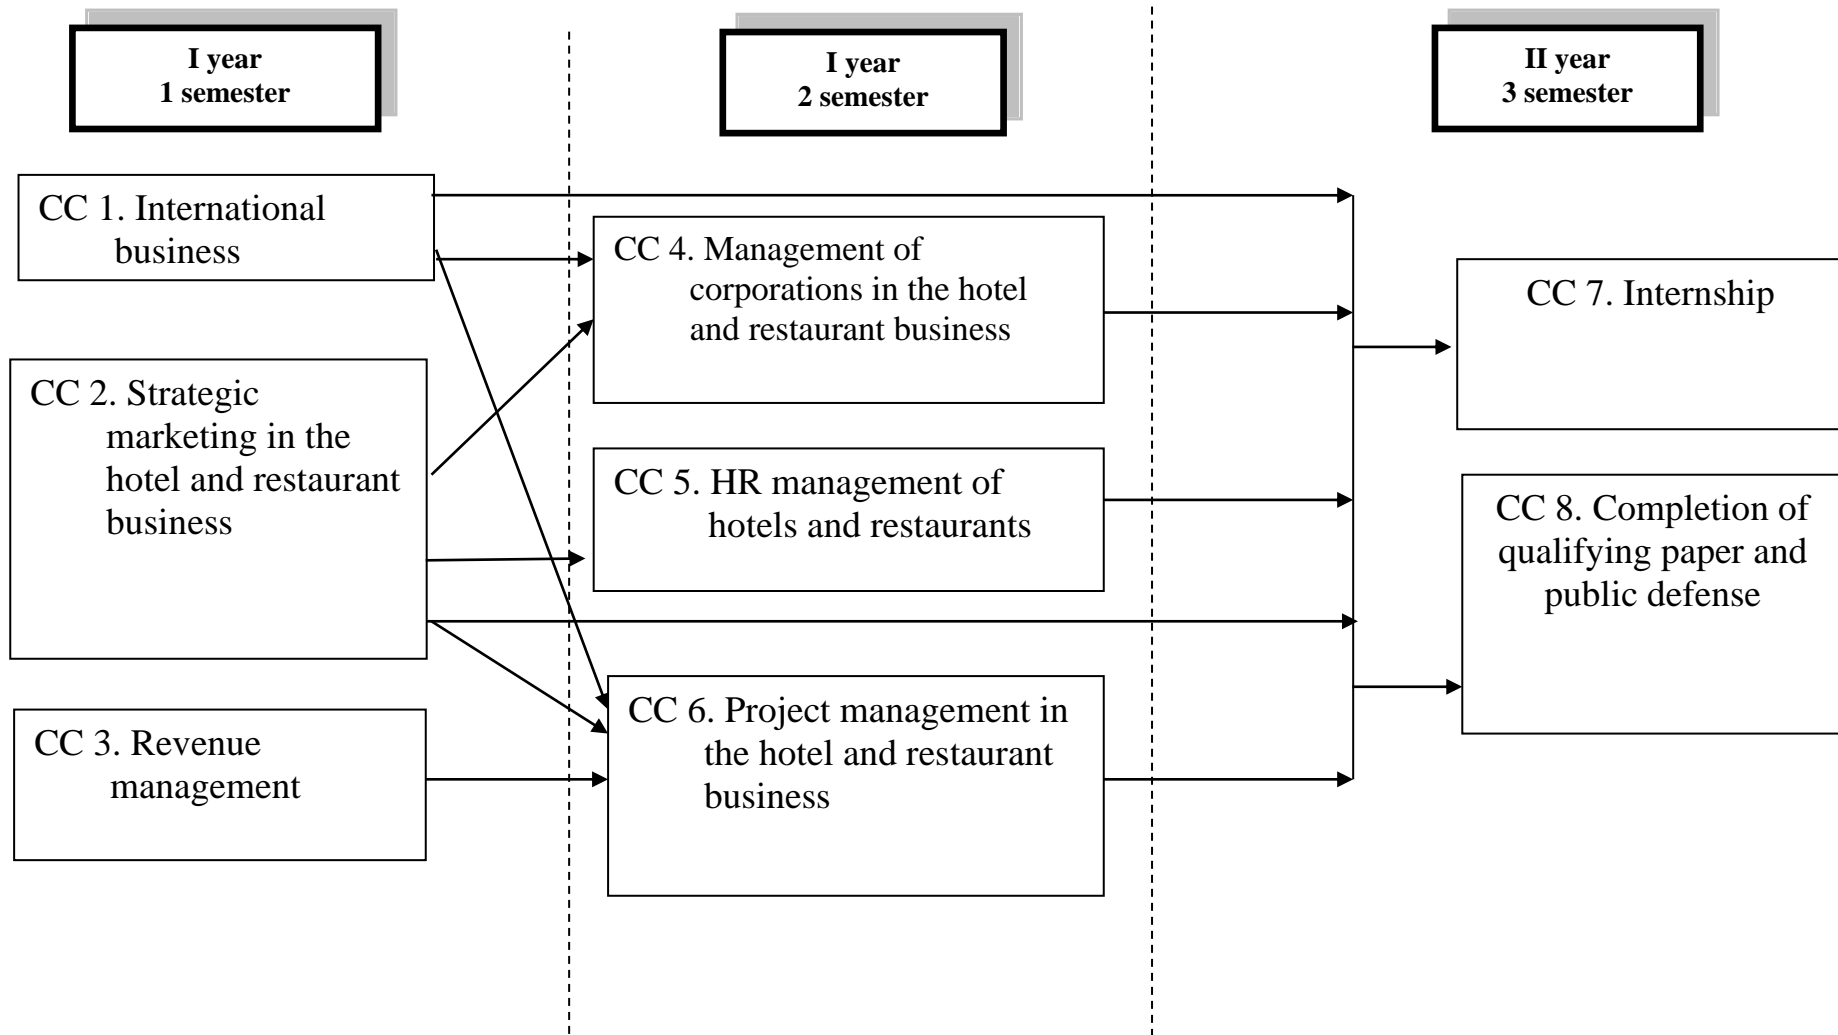 I year
1 semester
I year
2 semester
II year
3 semester
CC 1. International
business
CC 2. Strategic
marketing in the
hotel and restaurant
business
CC 3. Revenue
management
CC 4. Management of
corporations in the hotel
and restaurant business
CC 5. HR management of
hotels and restaurants
CC 6. Project management in
the hotel and restaurant
business
CC 7. Internship
CC 8. Completion of
qualifying paper and
public defense